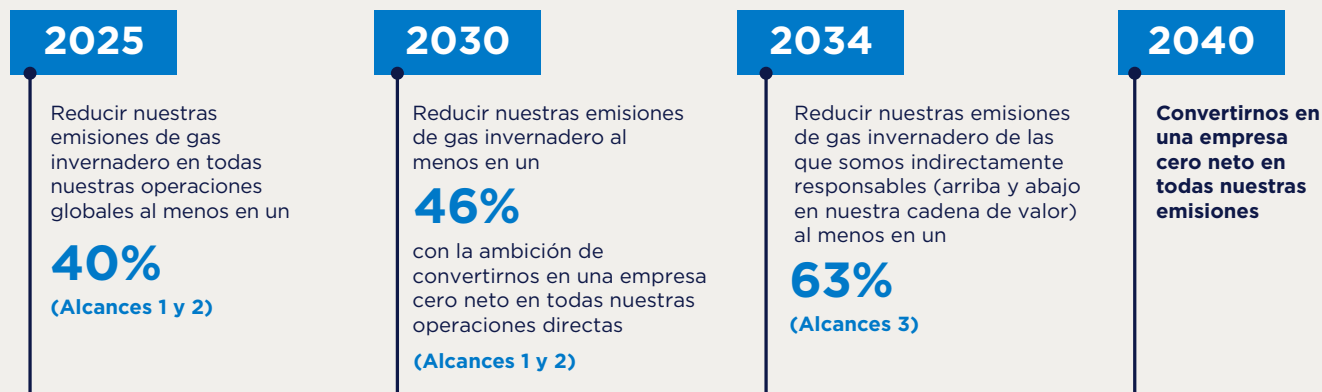 2025
Reducir nuestras
emisiones de gas
invernadero en todas
nuestras operaciones
globales al menos en un
40%
(Alcances 1 y 2)
2030
Reducir nuestras emisiones
de gas invernadero al
menos en un
46%
con la ambición de
convertirnos en una empresa
cero neto en todas nuestras
operaciones directas
(Alcances 1 y 2)
2034
Reducir nuestras emisiones
de gas invernadero de las
que somos indirectamente
responsables (arriba y abajo
en nuestra cadena de valor)
al menos en un
63%
(Alcances 3)
2040
Convertirnos en
una empresa
cero neto en
todas nuestras
emisiones